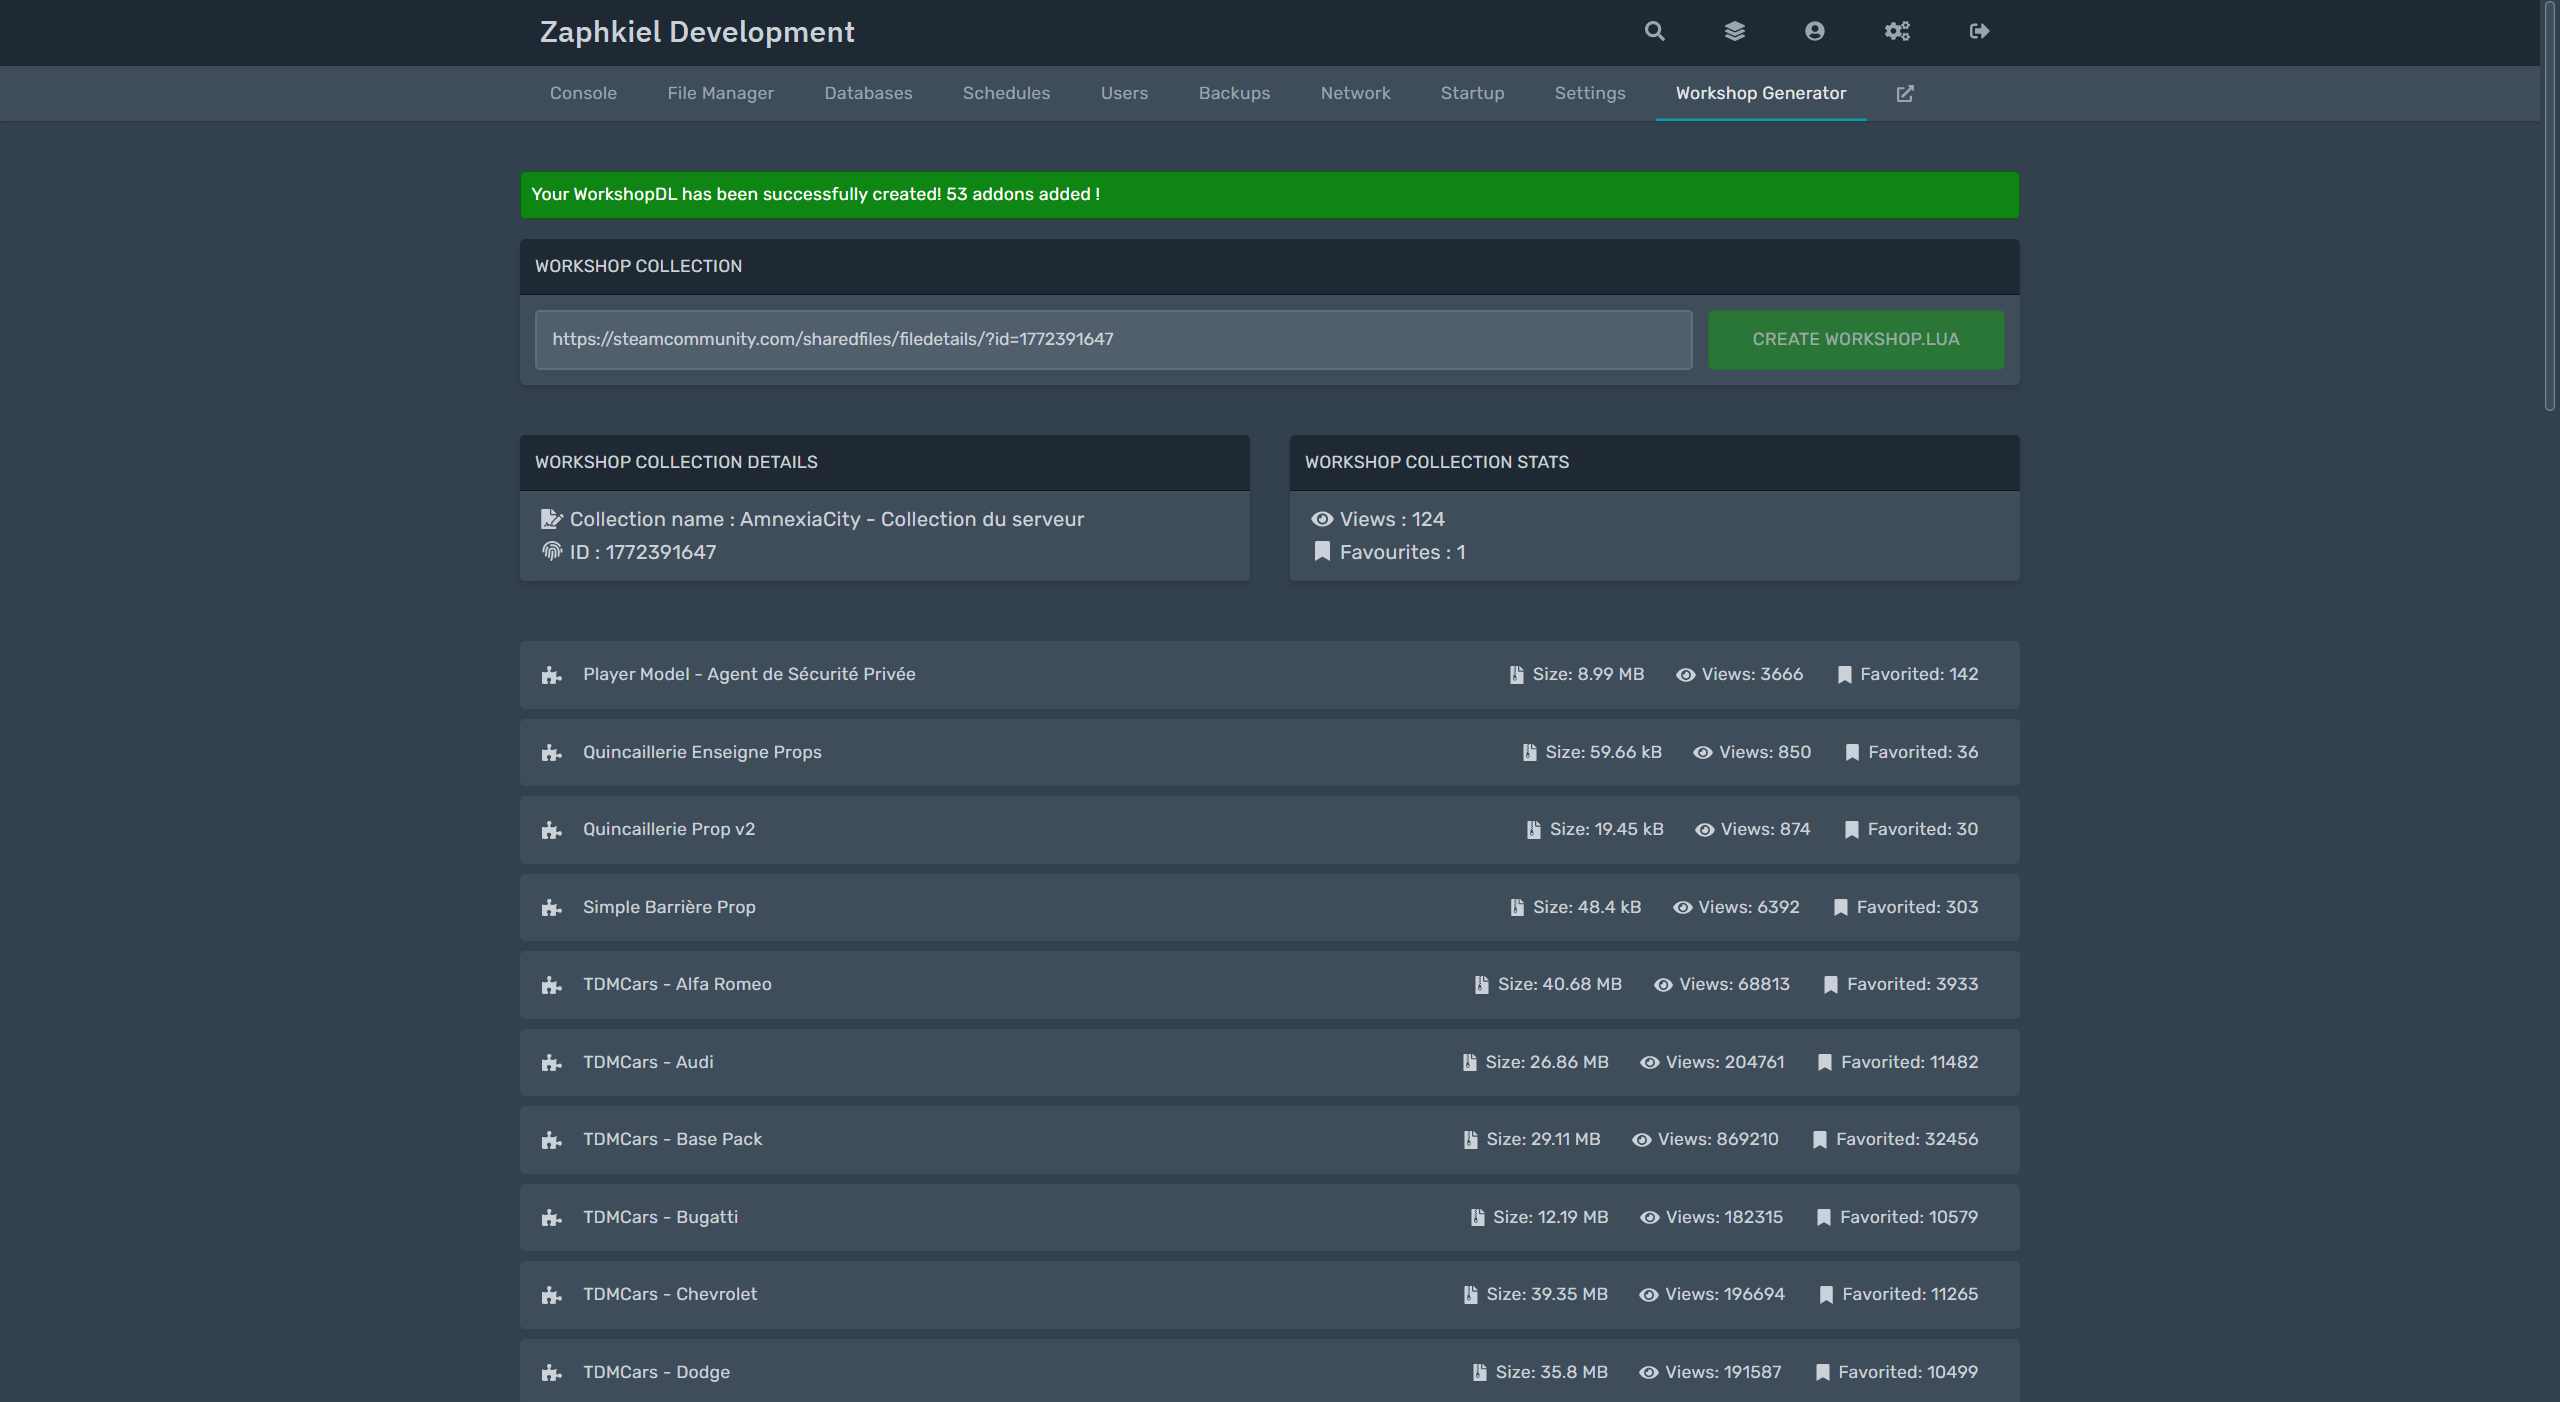 Zaphkiel Development
Console File Manager Databases Schedules Users Backups Network Startup Settings Workshop Generator
Your WorkshopDL has been successfully created! 53 addons added !
WORKSHOP COLLECTION
https://steamcommunity.com/sharedfiles/filedetails/?id=1772391647 CREATE WORKSHOP.LUA
WORKSHOP COLLECTION DETAILS
Collection name : AmnexiaCity - Collection du serveur
ID : 1772391647
WORKSHOP COLLECTION STATS
Views : 124
Favourites : 1
Player Model - Agent de Sécurité Privée Size: 8.99 MB Views: 3666 Favorited: 142
Quincaillerie Enseigne Props Size: 59.66 kB Views: 850 Favorited: 36
Quincaillerie Prop v2 Size: 19.45 kB Views: 874 Favorited: 30
Simple Barrière Prop Size: 48.4 kB Views: 6392 Favorited: 303
TDMCars - Alfa Romeo Size: 40.68 MB Views: 68813 Favorited: 3933
TDMCars - Audi Size: 26.86 MB Views: 204761 Favorited: 11482
TDMCars - Base Pack Size: 29.11 MB Views: 869210 Favorited: 32456
TDMCars - Bugatti Size: 12.19 MB Views: 182315 Favorited: 10579
TDMCars - Chevrolet Size: 39.35 MB Views: 196694 Favorited: 11265
TDMCars - Dodge Size: 35.8 MB Views: 191587 Favorited: 10499